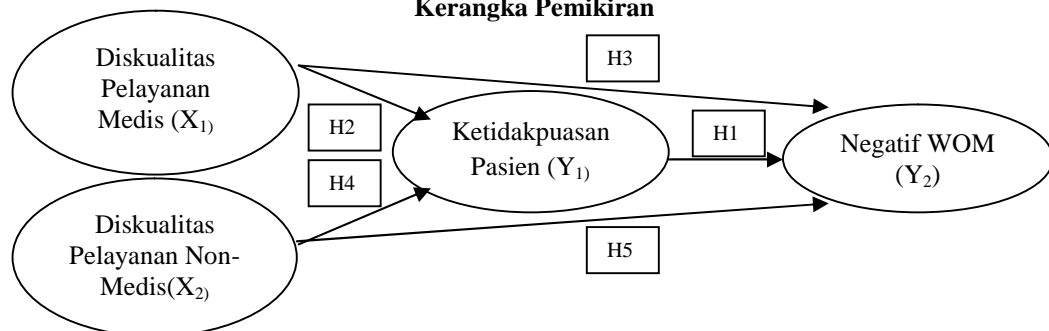 Kerangka Pemikiran
Diskualitas
Pelayanan
Medis (X1)
H3
H2
Ketidakpuasan
Pasien (Y1)
H1
Negatif WOM
(Y2)
H4
Diskualitas
Pelayanan Non-
Medis(X2)
H5